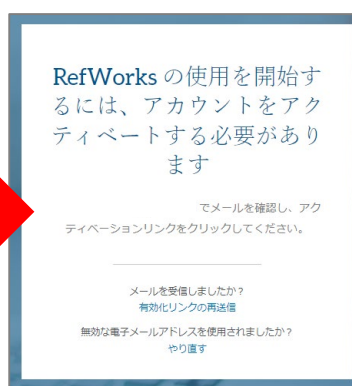 RefWorks の使用を開始す
るには、アカウントをアク
ティベートする必要があり
ます
でメールを確認し、アク
ティベーションリンクをクリックしてください。
メールを受信しましたか?
有効化リンクの再送信
無効な電子メールアドレスを使用されましたか?
やり直す